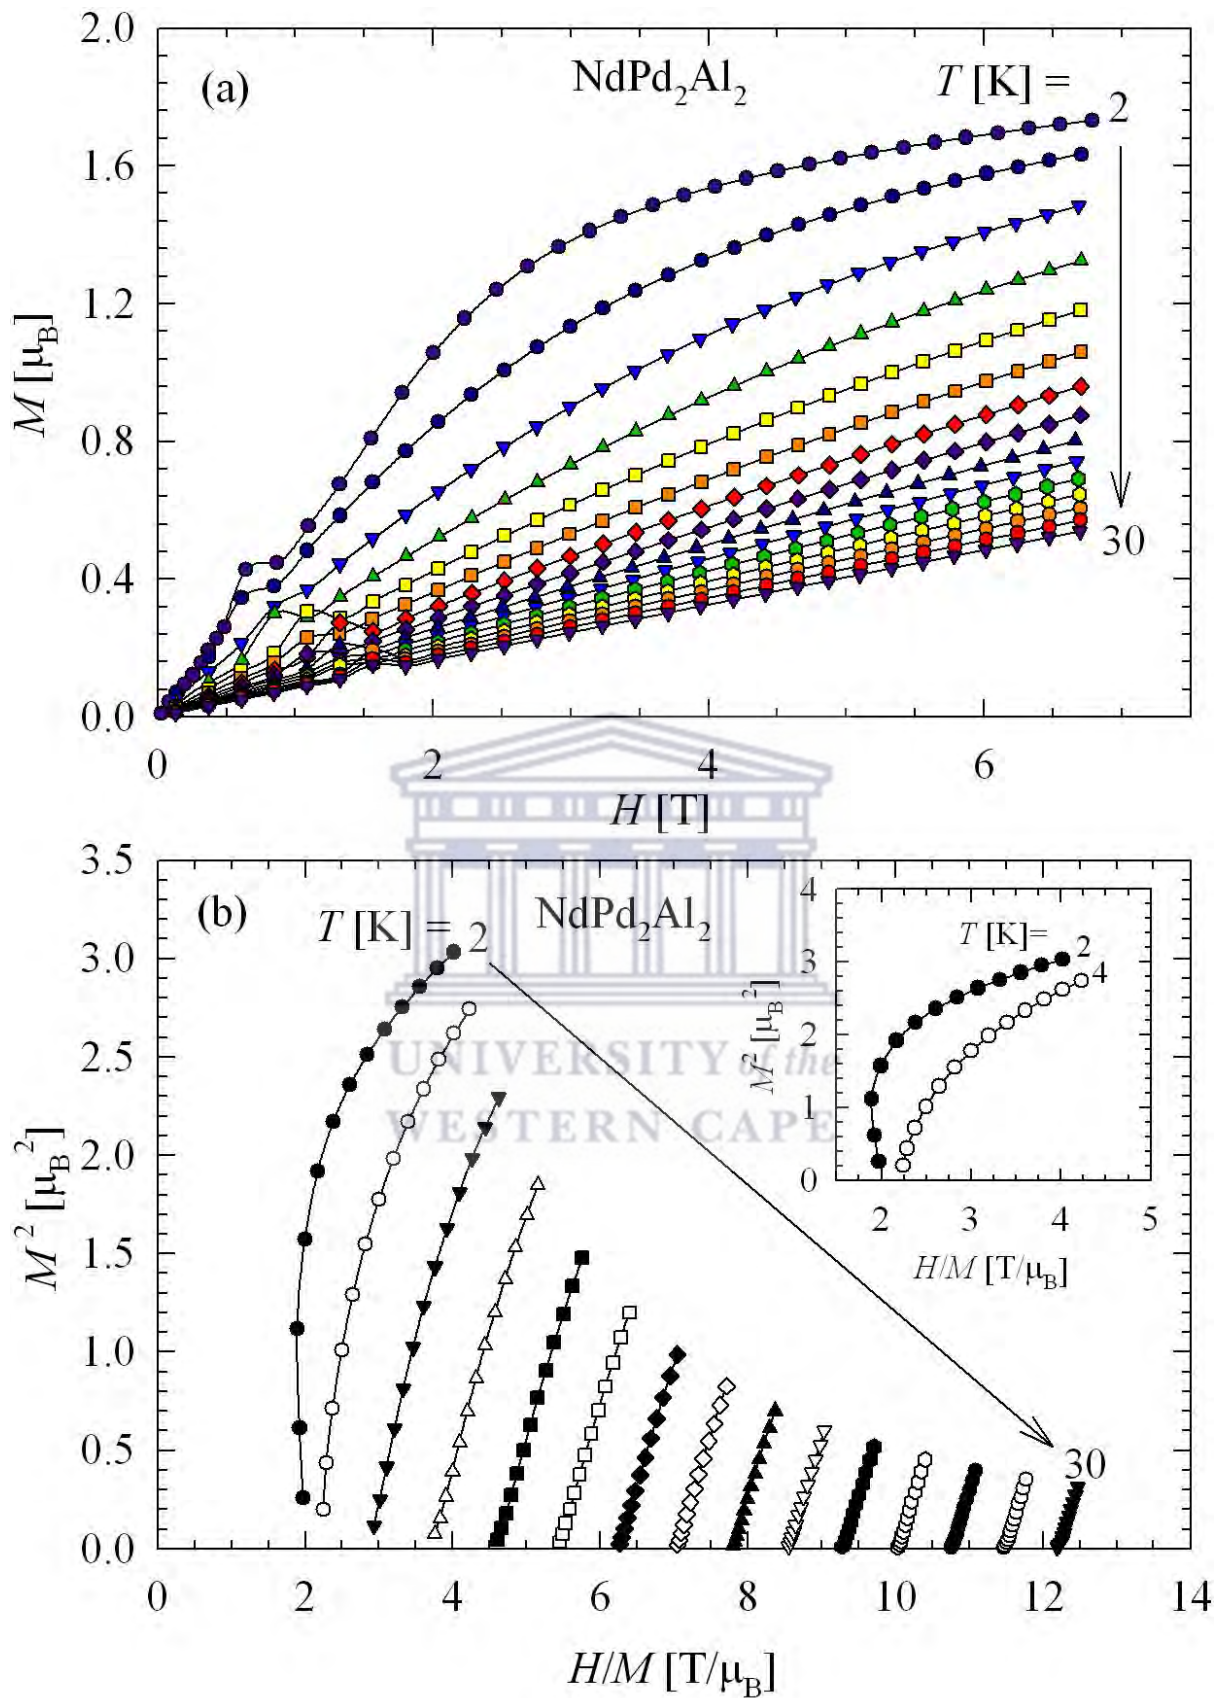 2.0
(a)
NdPd₂Al₂
T [K] =
2
1.6
1.2
M [μB]
0.8
0.4
30
0.0
0
2
4
6
H [T]
3.5
(b)
T [K] = 2
NdPd₂Al₂
3.0
2.5
2.0
1.5
1.0
0.5
0.0
M² [μB²]
4
3
2
1
0
T [K]=
2
4
M² [μB²]
2
3
4
5
H/M [T/μB]
UNIVERSITY of the
WESTERN CAPE
30
0
2
4
6
8
10
12
14
H/M [T/μB]